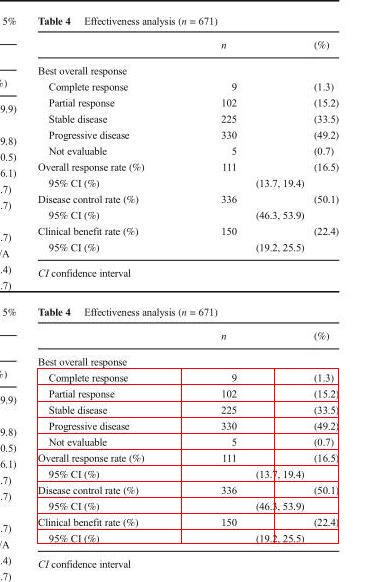 5%
Table 4 Effectiveness analysis (n = 671)
n (%)
%)
Best overall response
Complete response 9 (1.3)
9.9)
Partial response 102 (15.2)
Stable disease 225 (33.5)
9.8)
Progressive disease 330 (49.2)
0.5)
Not evaluable 5 (0.7)
6.1)
Overall response rate (%) 111 (16.5)
.7)
95% CI (%) (13.7, 19.4)
.7)
Disease control rate (%) 336 (50.1)
95% CI (%) (46.3, 53.9)
.7)
Clinical benefit rate (%) 150 (22.4)
/A
95% CI (%) (19.2, 25.5)
.4)
CI confidence interval
.7)
5%
Table 4 Effectiveness analysis (n = 671)
n (%)
%)
Best overall response
Complete response 9 (1.3)
9.9)
Partial response 102 (15.2)
Stable disease 225 (33.5)
9.8)
Progressive disease 330 (49.2)
0.5)
Not evaluable 5 (0.7)
6.1)
Overall response rate (%) 111 (16.5)
.7)
95% CI (%) (13.7, 19.4)
.7)
Disease control rate (%) 336 (50.1)
95% CI (%) (46.3, 53.9)
.7)
Clinical benefit rate (%) 150 (22.4)
/A
95% CI (%) (19.2, 25.5)
.4)
CI confidence interval
.7)